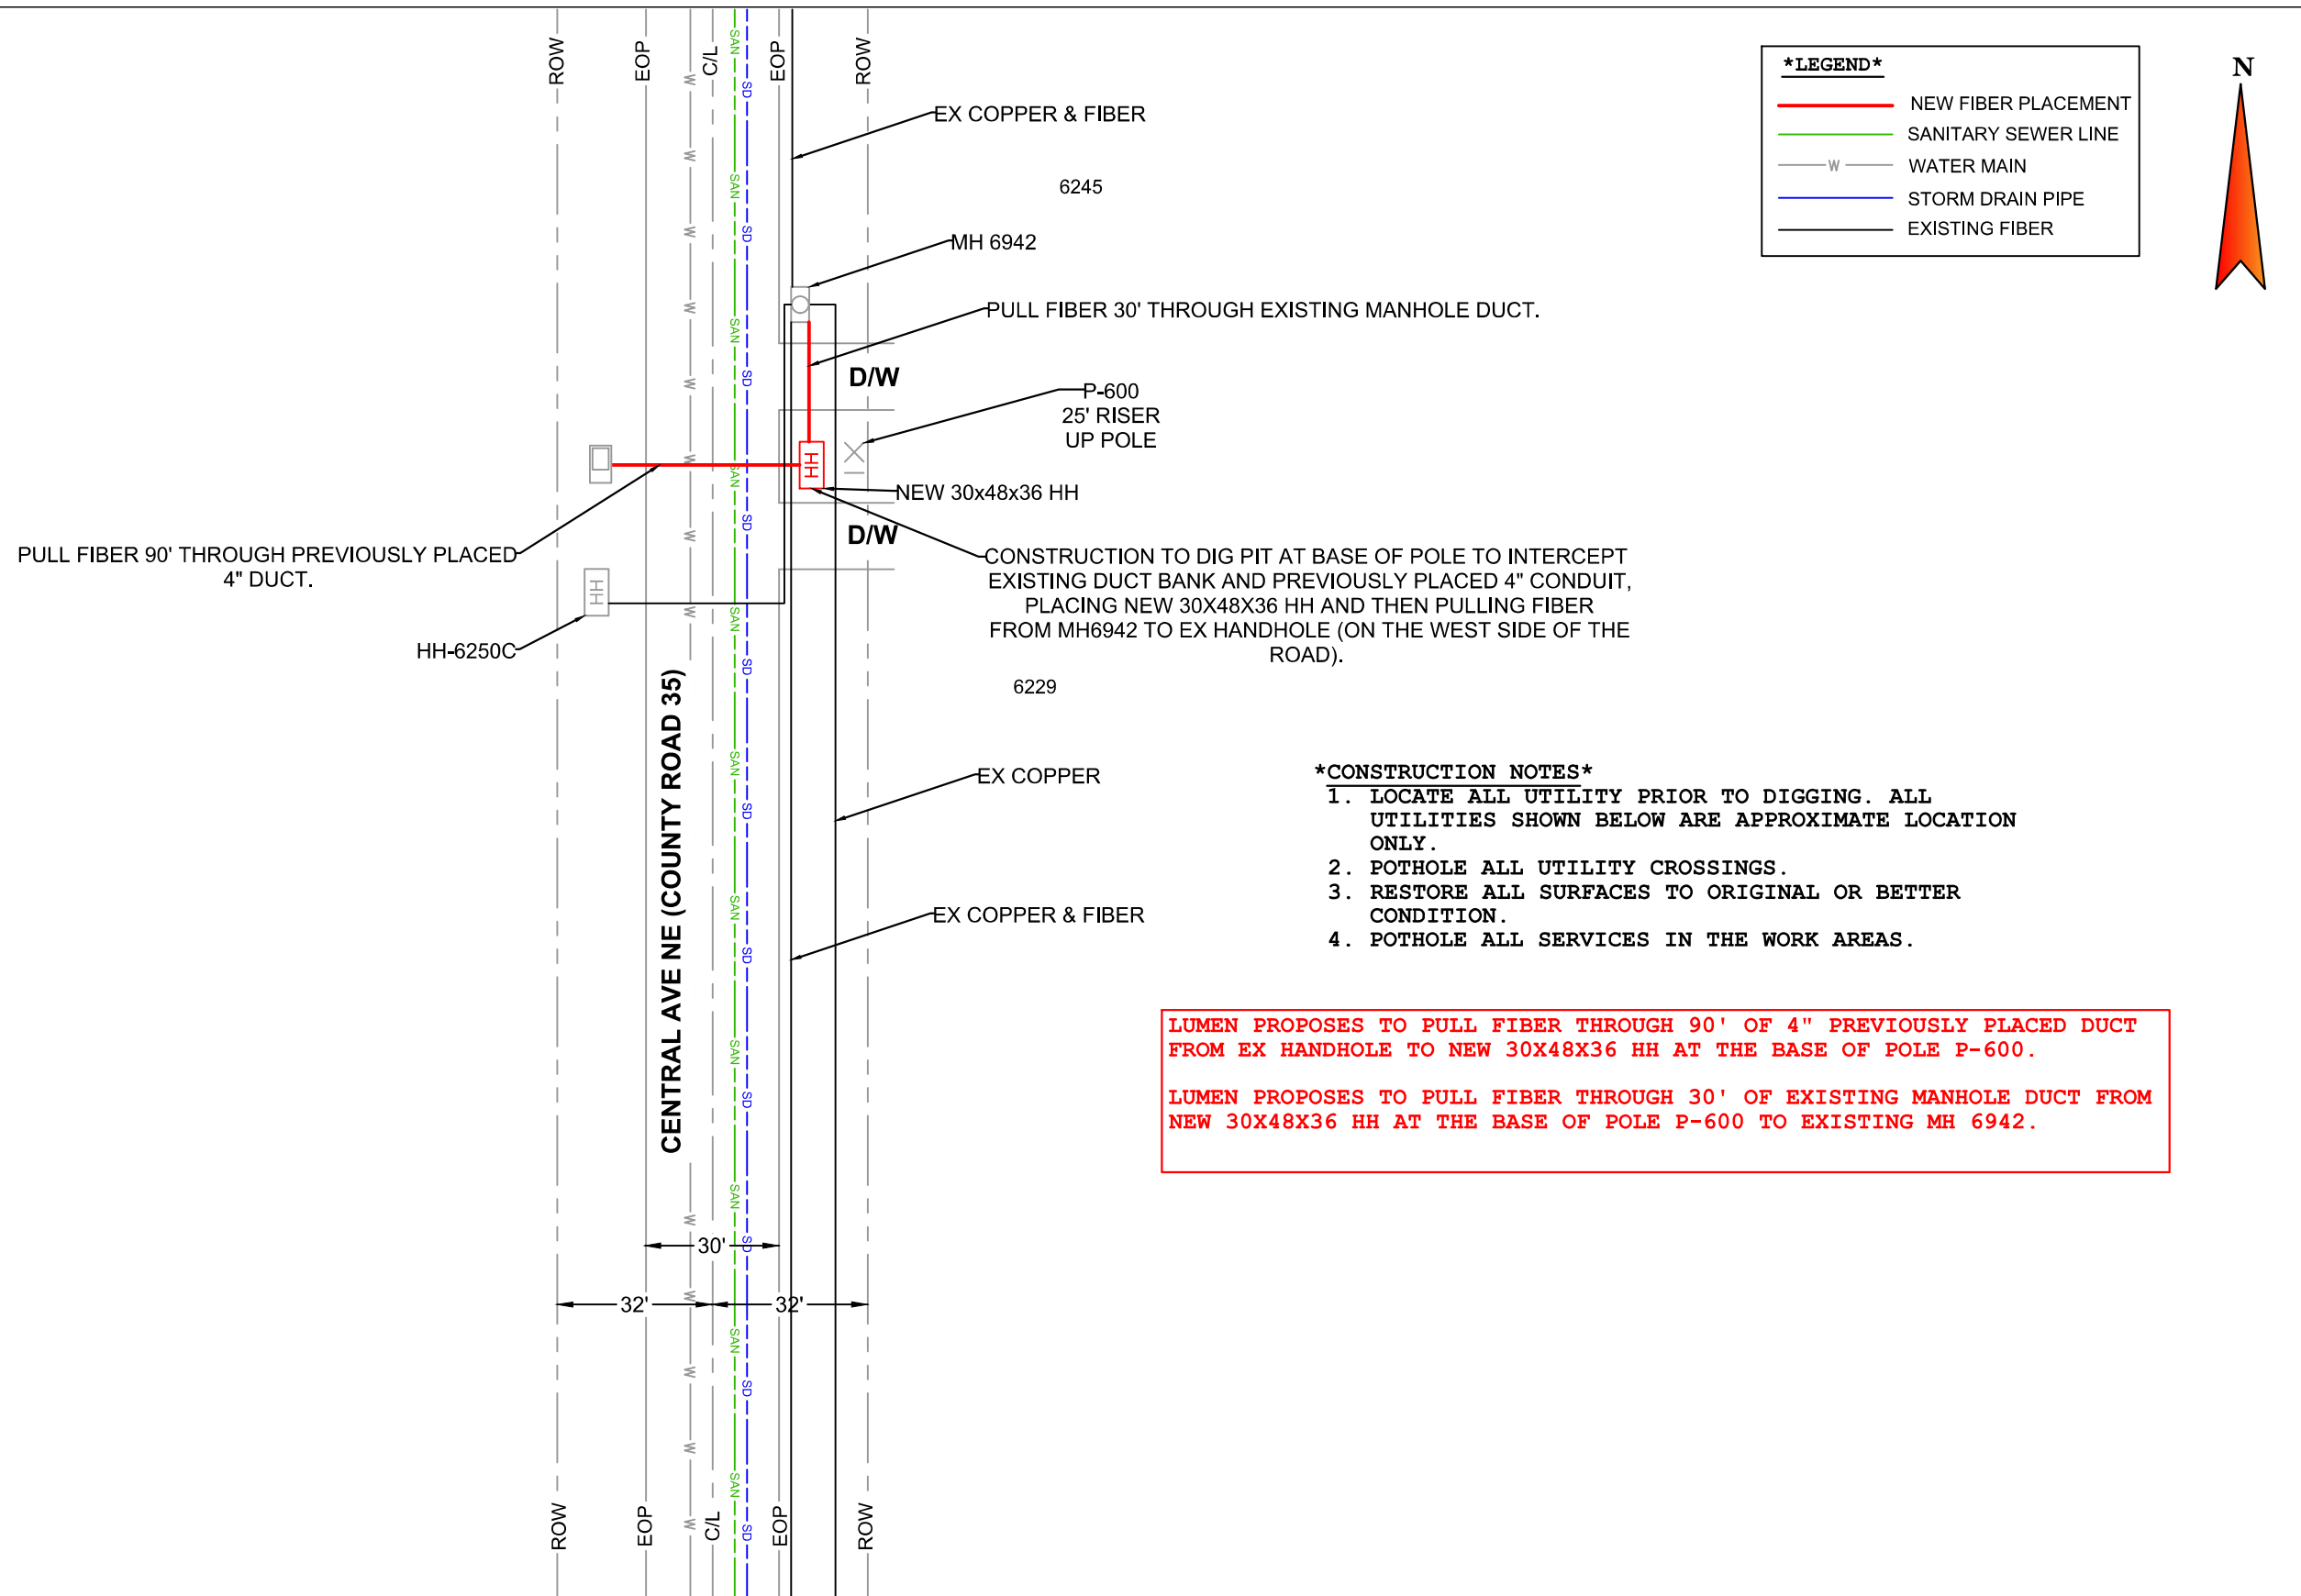 ROW
EOP
C/L
EOP
ROW
W
SAN
SD
*LEGEND*
NEW FIBER PLACEMENT
SANITARY SEWER LINE
W
WATER MAIN
STORM DRAIN PIPE
EXISTING FIBER
N
EX COPPER & FIBER
6245
MH 6942
PULL FIBER 30' THROUGH EXISTING MANHOLE DUCT.
D/W
P-600
25' RISER
UP POLE
HH
NEW 30x48x36 HH
D/W
PULL FIBER 90' THROUGH PREVIOUSLY PLACED
4" DUCT.
HH
HH-6250C
CONSTRUCTION TO DIG PIT AT BASE OF POLE TO INTERCEPT
EXISTING DUCT BANK AND PREVIOUSLY PLACED 4" CONDUIT,
PLACING NEW 30X48X36 HH AND THEN PULLING FIBER
FROM MH6942 TO EX HANDHOLE (ON THE WEST SIDE OF THE
ROAD).
6229
CENTRAL AVE NE (COUNTY ROAD 35)
EX COPPER
EX COPPER & FIBER
*CONSTRUCTION NOTES*
1. LOCATE ALL UTILITY PRIOR TO DIGGING. ALL
UTILITIES SHOWN BELOW ARE APPROXIMATE LOCATION
ONLY.
2. POTHOLE ALL UTILITY CROSSINGS.
3. RESTORE ALL SURFACES TO ORIGINAL OR BETTER
CONDITION.
4. POTHOLE ALL SERVICES IN THE WORK AREAS.
LUMEN PROPOSES TO PULL FIBER THROUGH 90' OF 4" PREVIOUSLY PLACED DUCT
FROM EX HANDHOLE TO NEW 30X48X36 HH AT THE BASE OF POLE P-600.
LUMEN PROPOSES TO PULL FIBER THROUGH 30' OF EXISTING MANHOLE DUCT FROM
NEW 30X48X36 HH AT THE BASE OF POLE P-600 TO EXISTING MH 6942.
30'
32'
32'
ROW
EOP
C/L
EOP
ROW